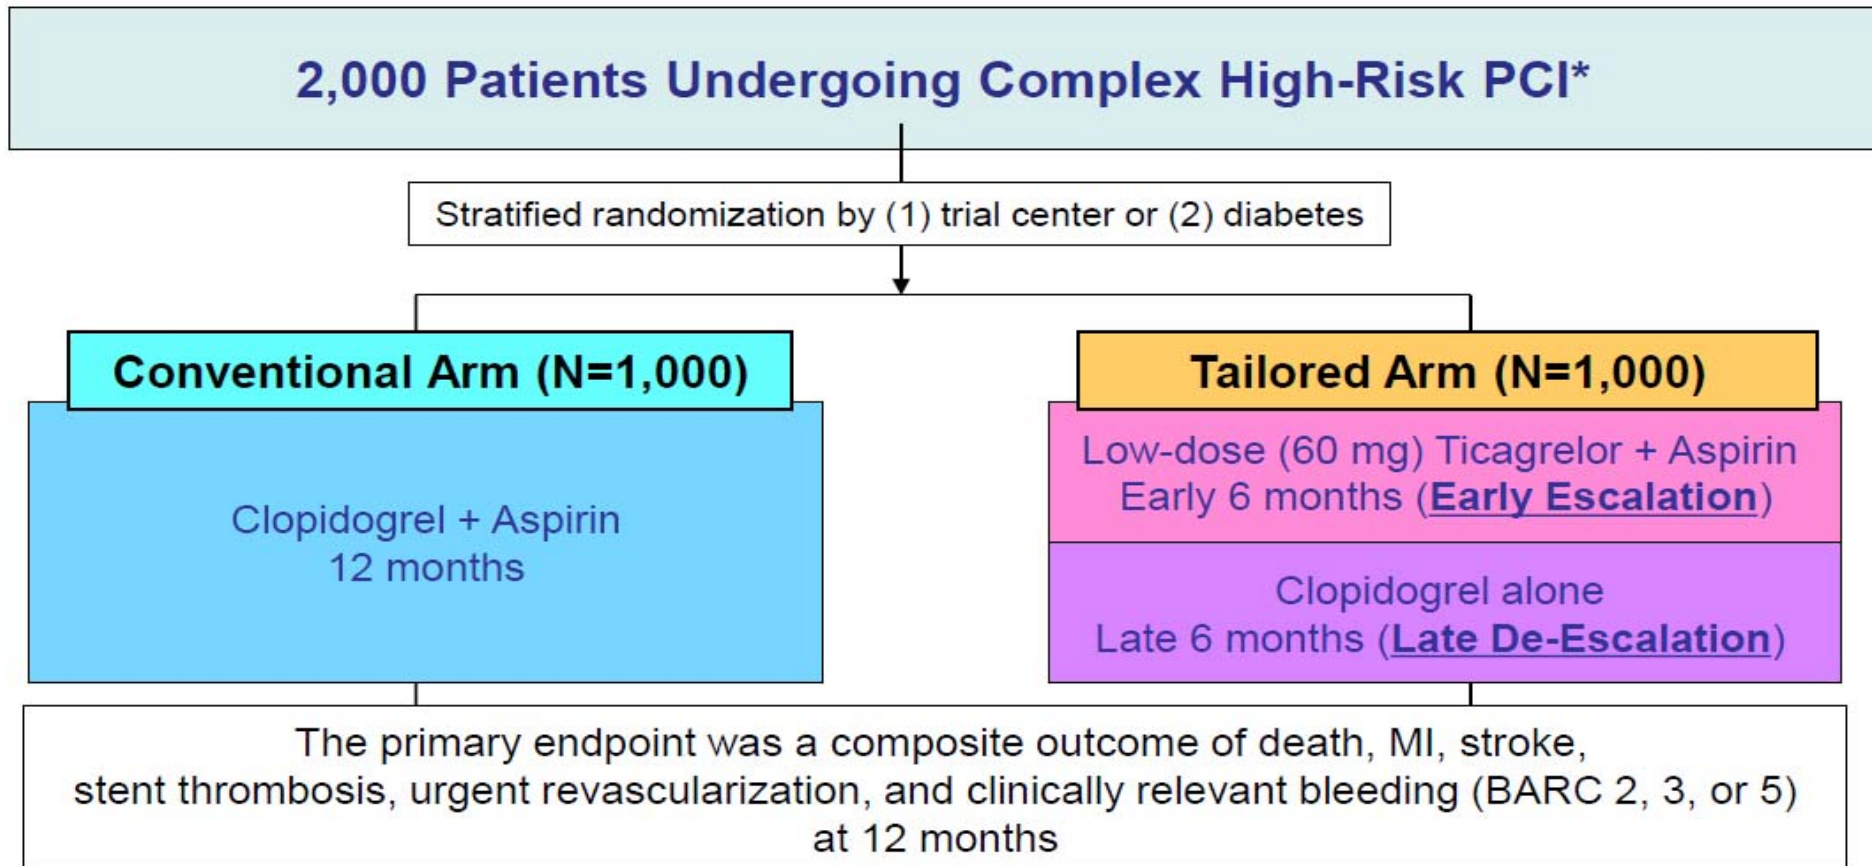 2,000 Patients Undergoing Complex High-Risk PCI*
Stratified randomization by (1) trial center or (2) diabetes
Conventional Arm (N=1,000)
Clopidogrel + Aspirin
12 months
Tailored Arm (N=1,000)
Low-dose (60 mg) Ticagrelor + Aspirin
Early 6 months (Early Escalation)
Clopidogrel alone
Late 6 months (Late De-Escalation)
The primary endpoint was a composite outcome of death, MI, stroke,
stent thrombosis, urgent revascularization, and clinically relevant bleeding (BARC 2, 3, or 5)
at 12 months